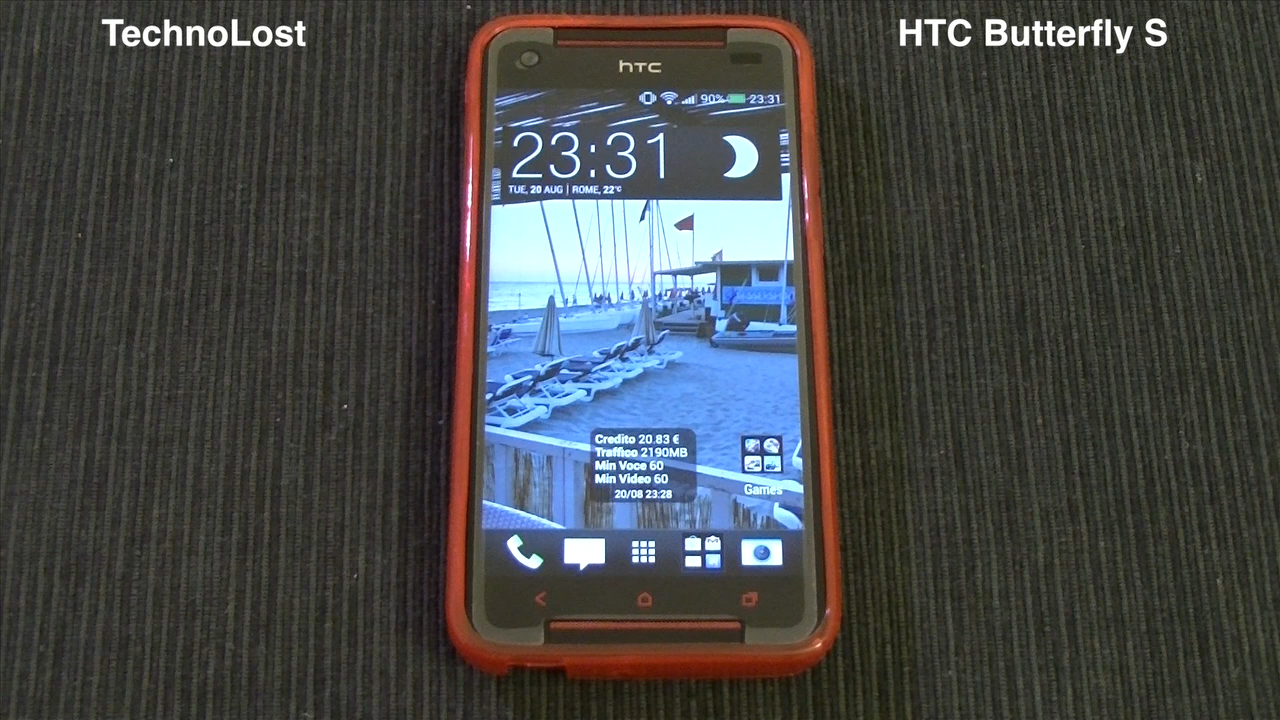 TechnoLost
HTC Butterfly S
hTC
90% 23:31
23:31
TUE, 20 AUG | ROME, 22°C
Credito 20.83 €
Traffico 2190MB
Min Voce 60
Min Video 60
20/08 23:28
Games